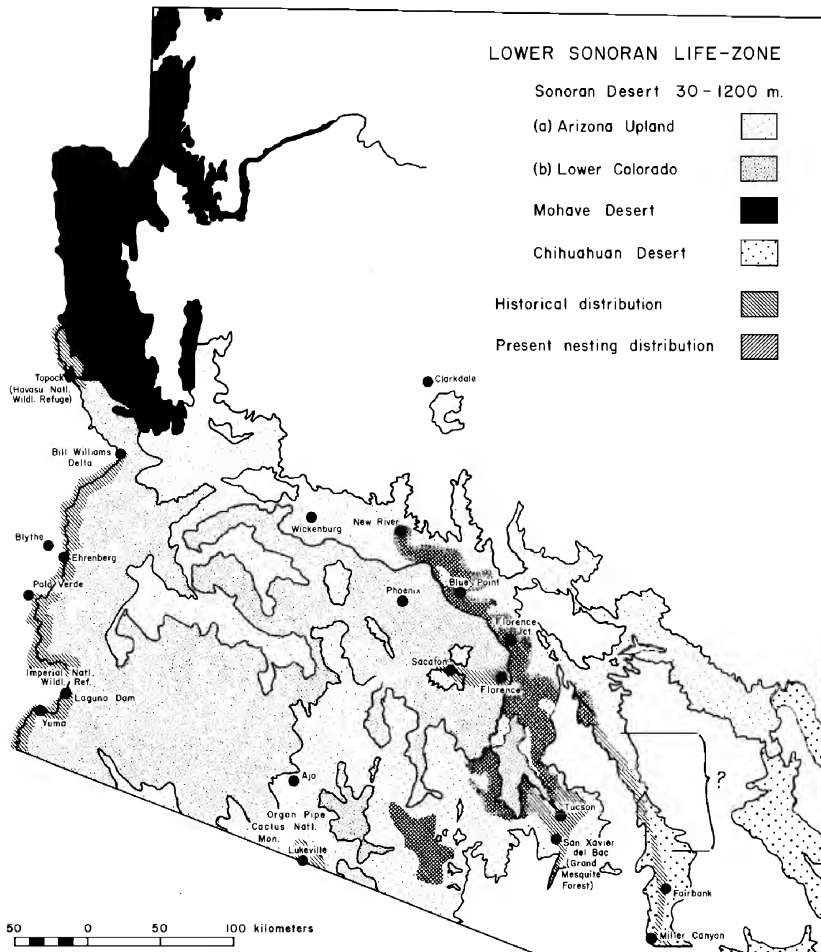 LOWER SONORAN LIFE-ZONE
Sonoran Desert 30-1200 m.
(a) Arizona Upland
(b) Lower Colorado
Mohave Desert
Chihuahuan Desert
Historical distribution
Present nesting distribution
Topock
(Havasu Natl.
Wildl. Refuge)
Clarkdale
Bill Williams
Delta
Wickenburg
New River
Blythe
Ehrenberg
Blue Point
Palo Verde
Phoenix
Florence
Jct.
Sacaton
Imperial Natl.
Wildl. Ref.
Florence
Laguna Dam
Yuma
?
Ajo
Organ Pipe
Cactus Natl.
Mon.
Tucson
a
San Xavier
del Bac
(Grand
Mesquite
Forest)
Lukeville
Fairbank
50 0 50 100 kilometers
Miller Canyon